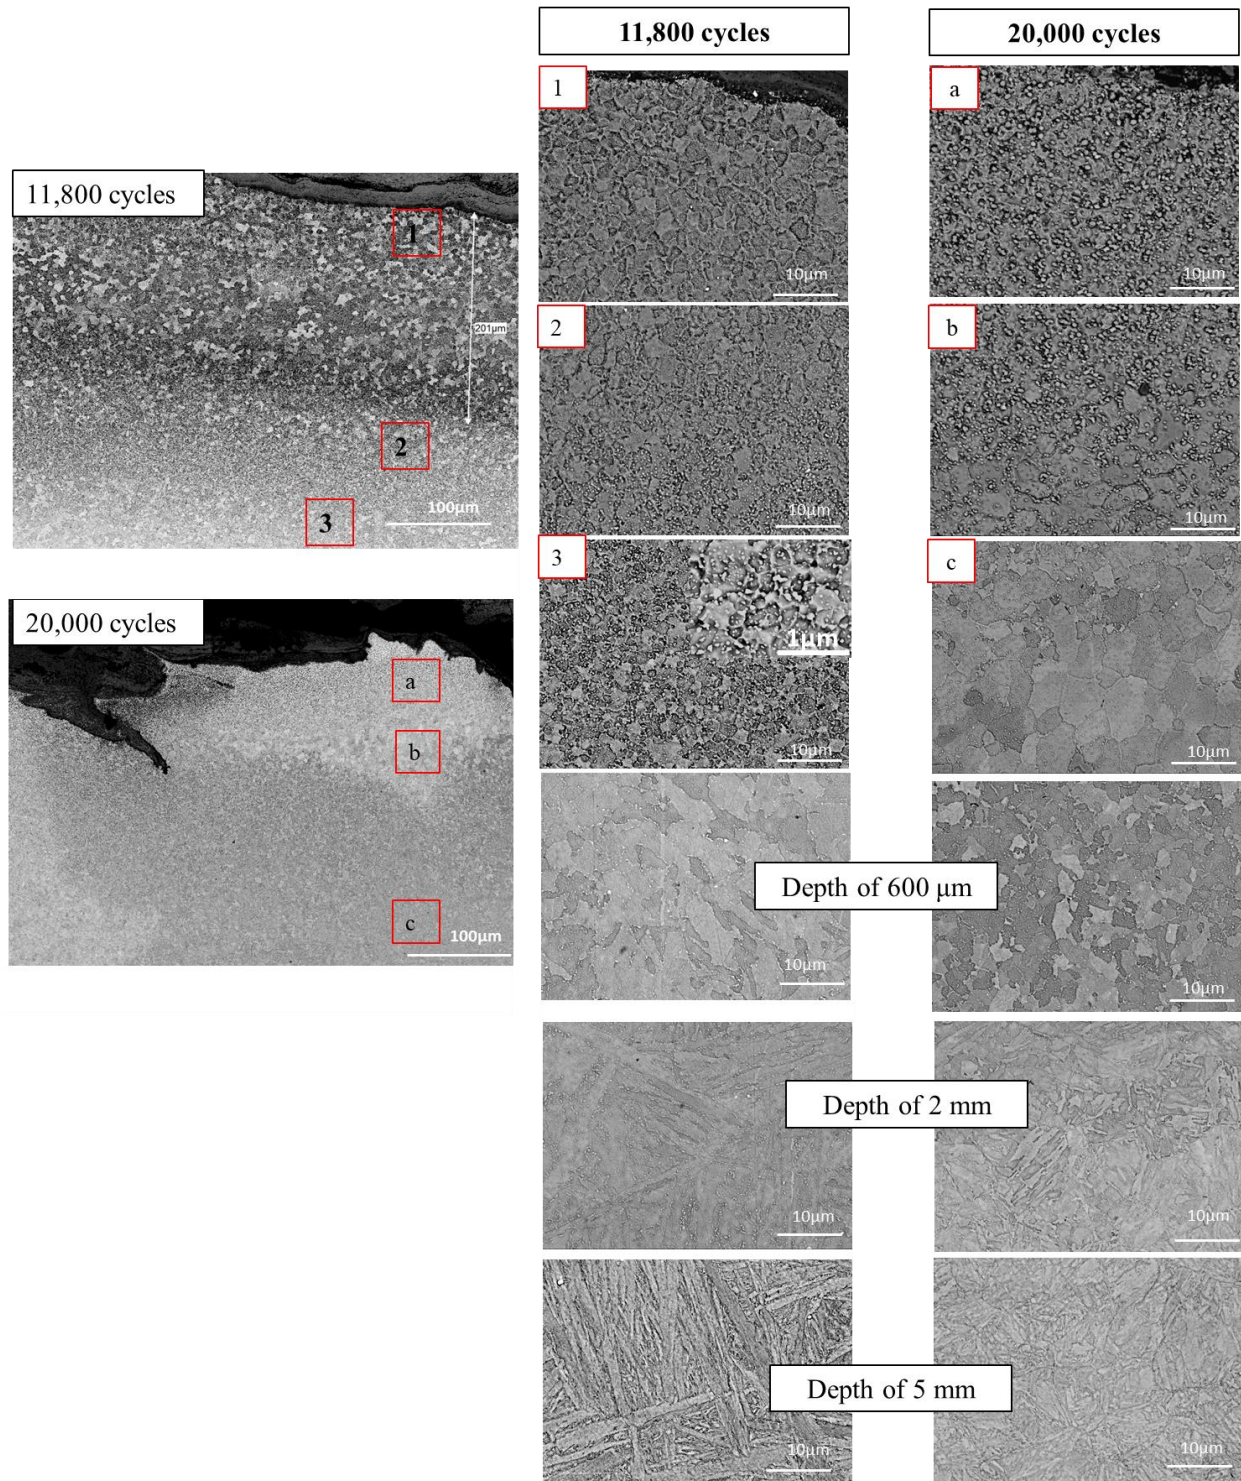 11,800 cycles
20,000 cycles
1
10μm
a
10μm
11,800 cycles
1
201μm
2
3
100μm
2
10μm
b
10μm
3
1μm
10μm
c
10μm
20,000 cycles
a
b
c
100μm
Depth of 600 μm
10μm
10μm
Depth of 2 mm
10μm
10μm
Depth of 5 mm
10μm
10μm